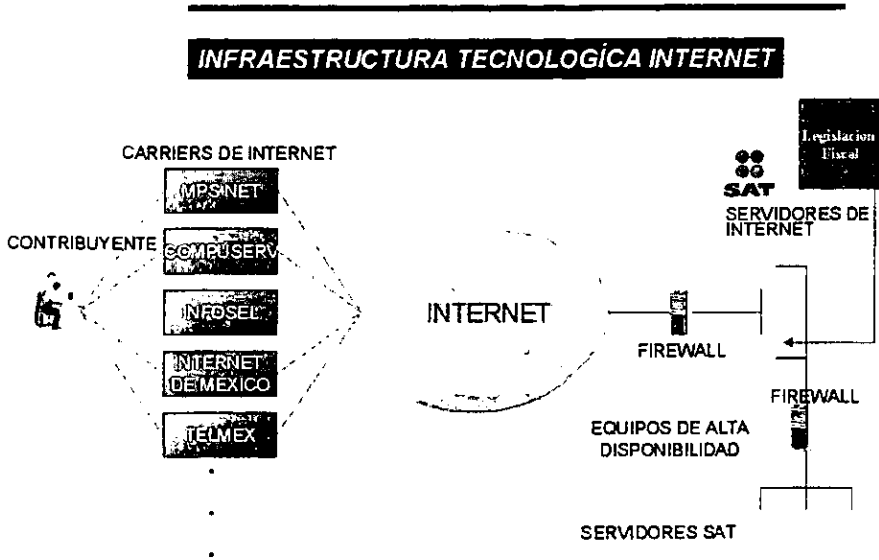 INFRAESTRUCTURA TECNOLOGÍCA INTERNET
CARRIERS DE INTERNET
MPSNET
CONTRIBUYENTE
COMPUSERV
INFOSEL
INTERNET
DE MEXICO
TELMEX
INTERNET
FIREWALL
Legislacion
Fiscal
SAT
SERVIDORES DE
INTERNET
FIREWALL
EQUIPOS DE ALTA
DISPONIBILIDAD
SERVIDORES SAT